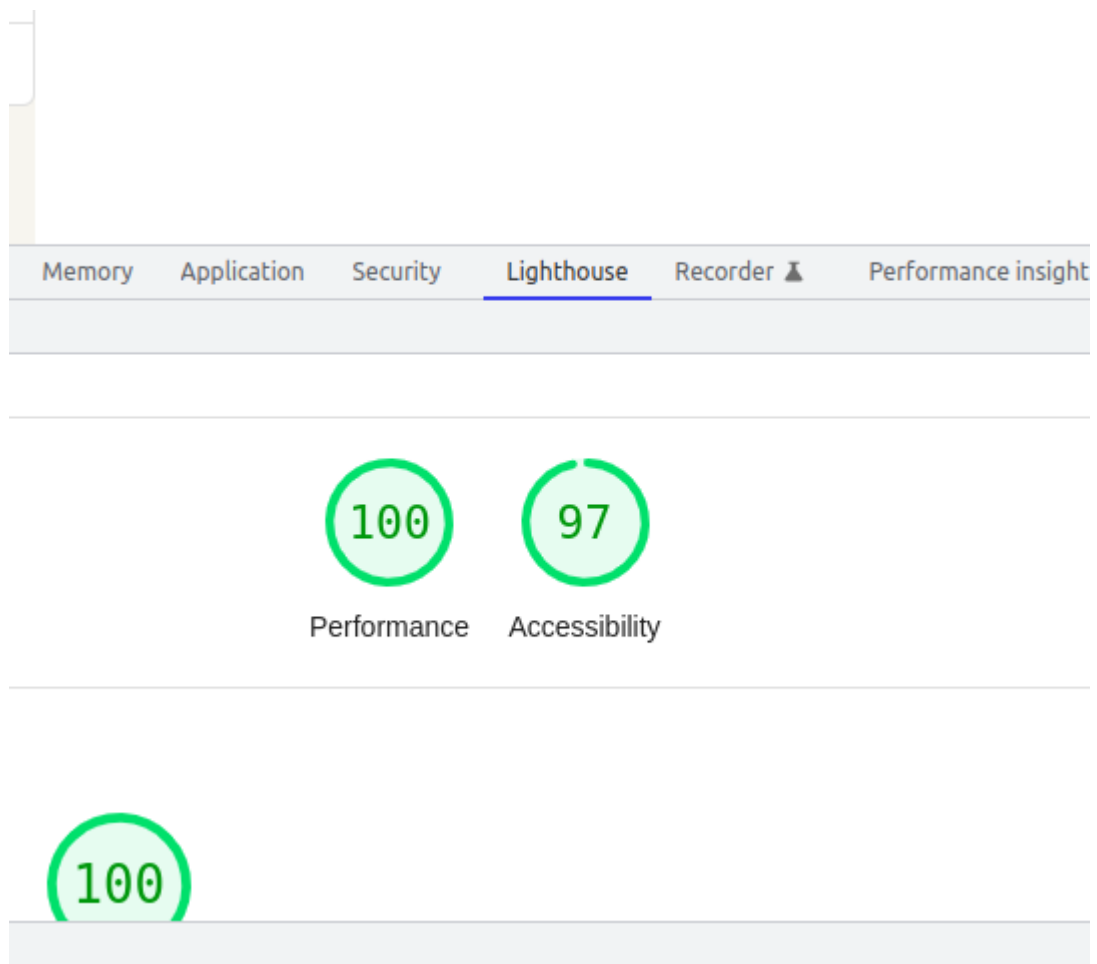 Memory Application Security Lighthouse Recorder Performance insight
100 97
Performance Accessibility
100